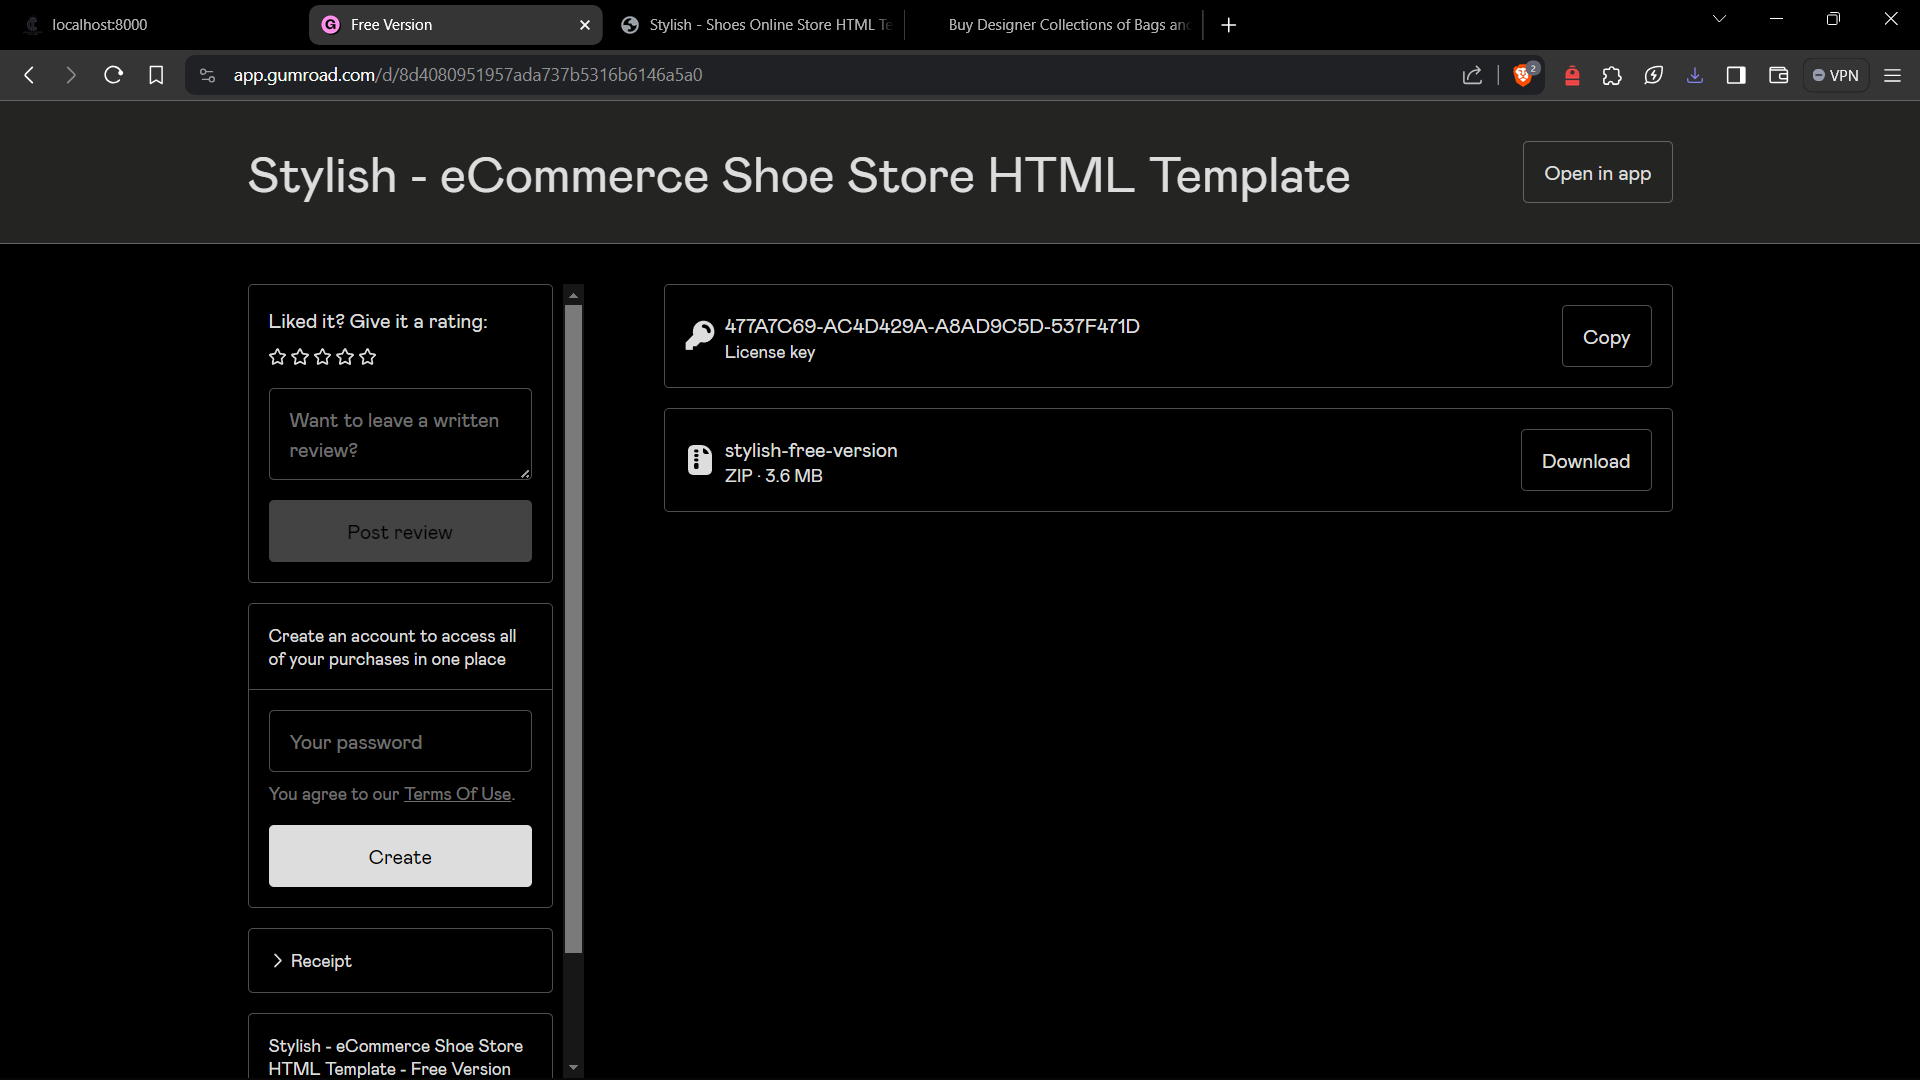 localhost:8000
Free Version
Stylish - Shoes Online Store HTML Te
Buy Designer Collections of Bags and
app.gumroad.com/d/8d4080951957ada737b5316b6146a5a0
2
VPN
Stylish - eCommerce Shoe Store HTML Template
Open in app
Liked it? Give it a rating:
Want to leave a written
review?
Post review
Create an account to access all
of your purchases in one place
Your password
You agree to our Terms Of Use.
Create
Receipt
Stylish - eCommerce Shoe Store
HTML Template - Free Version
477A7C69-AC4D429A-A8AD9C5D-537F471D
License key
Copy
stylish-free-version
ZIP · 3.6 MB
Download